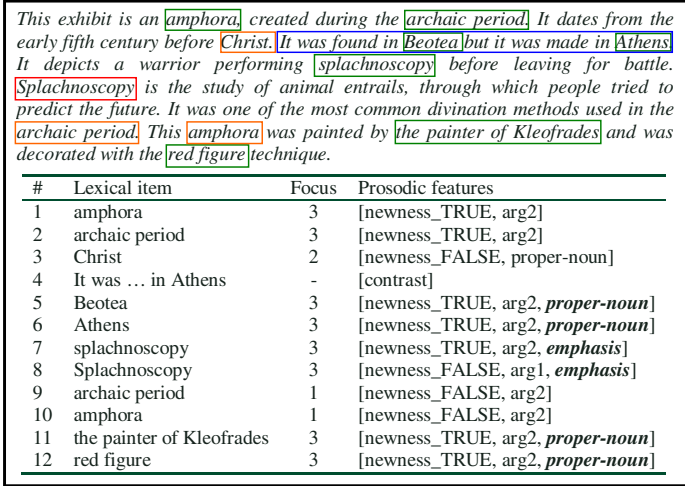 This exhibit is an amphora, created during the archaic period. It dates from the
early fifth century before Christ. It was found in Beotea but it was made in Athens.
It depicts a warrior performing splachnoscopy before leaving for battle.
Splachnoscopy is the study of animal entrails, through which people tried to
predict the future. It was one of the most common divination methods used in the
archaic period. This amphora was painted by the painter of Kleofrades and was
decorated with the red figure technique.
# Lexical item Focus Prosodic features
1 amphora 3 [newness_TRUE, arg2]
2 archaic period 3 [newness_TRUE, arg2]
3 Christ 2 [newness_FALSE, proper-noun]
4 It was … in Athens - [contrast]
5 Beotea 3 [newness_TRUE, arg2, proper-noun]
6 Athens 3 [newness_TRUE, arg2, proper-noun]
7 splachnoscopy 3 [newness_TRUE, arg2, emphasis]
8 Splachnoscopy 3 [newness_FALSE, arg1, emphasis]
9 archaic period 1 [newness_FALSE, arg2]
10 amphora 1 [newness_FALSE, arg2]
11 the painter of Kleofrades 3 [newness_TRUE, arg2, proper-noun]
12 red figure 3 [newness_TRUE, arg2, proper-noun]